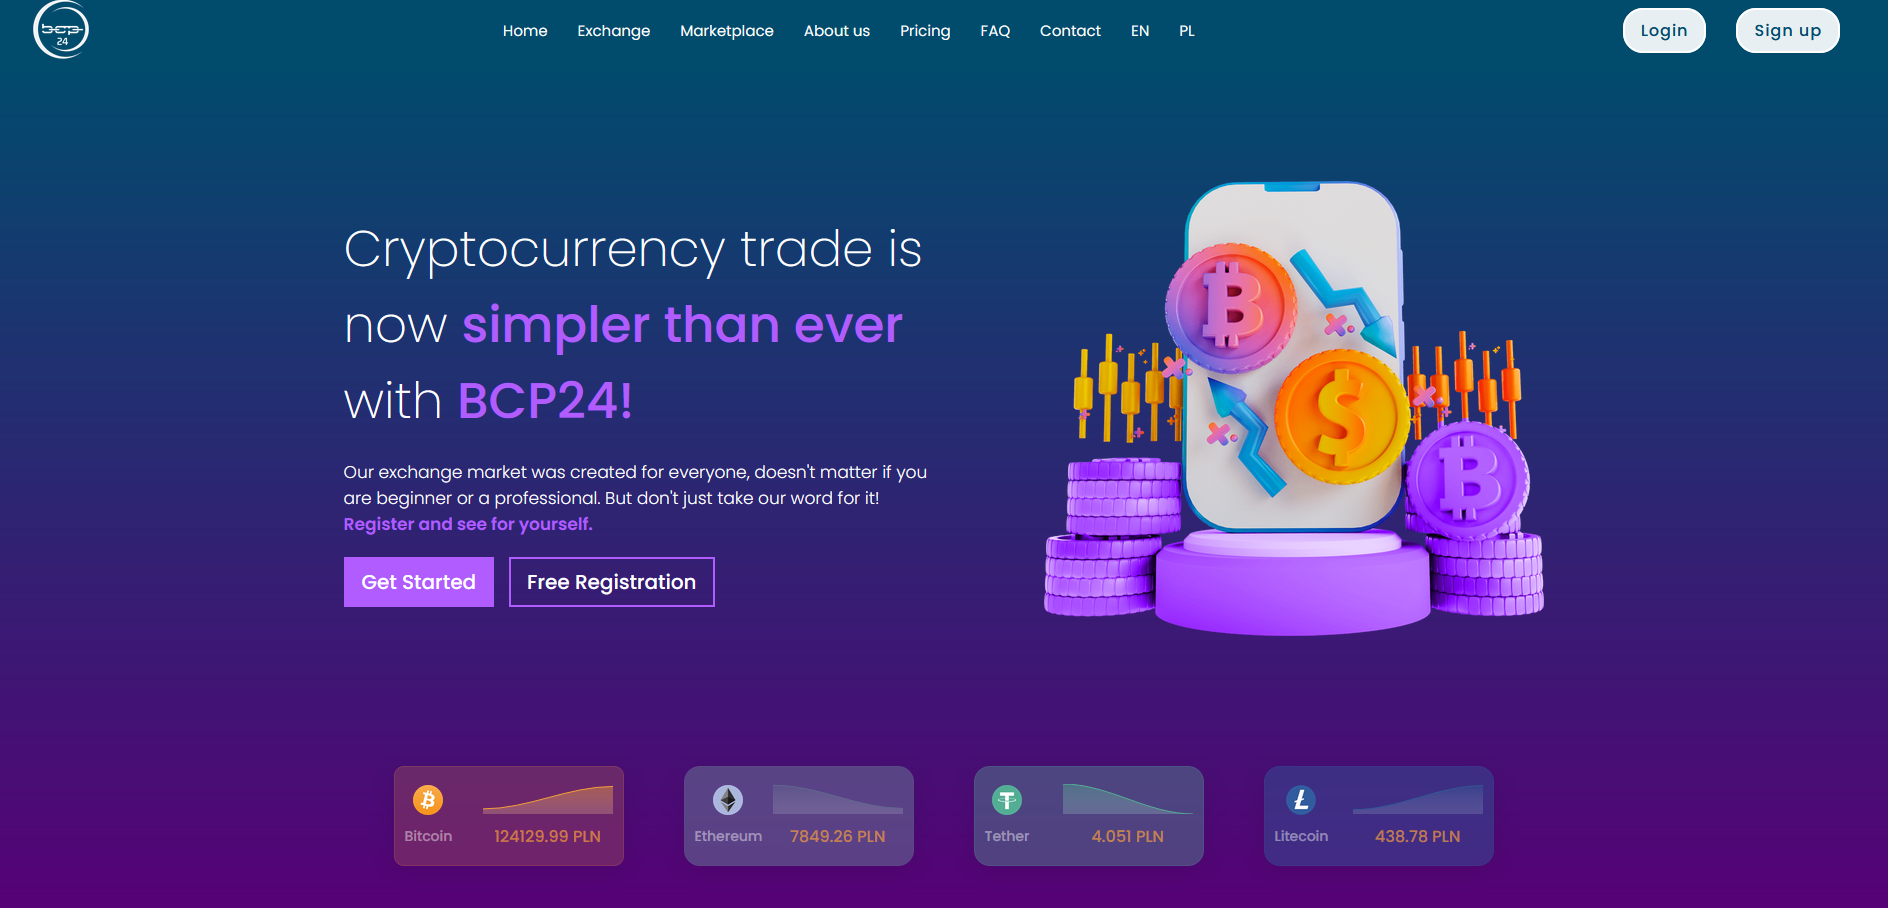 bcp
24
Home Exchange Marketplace About us Pricing FAQ Contact EN PL
Login Sign up
Cryptocurrency trade is
now simpler than ever
with BCP24!
Our exchange market was created for everyone, doesn't matter if you
are beginner or a professional. But don't just take our word for it!
Register and see for yourself.
Get Started Free Registration
Bitcoin 124129.99 PLN
Ethereum 7849.26 PLN
Tether 4.051 PLN
Litecoin 438.78 PLN